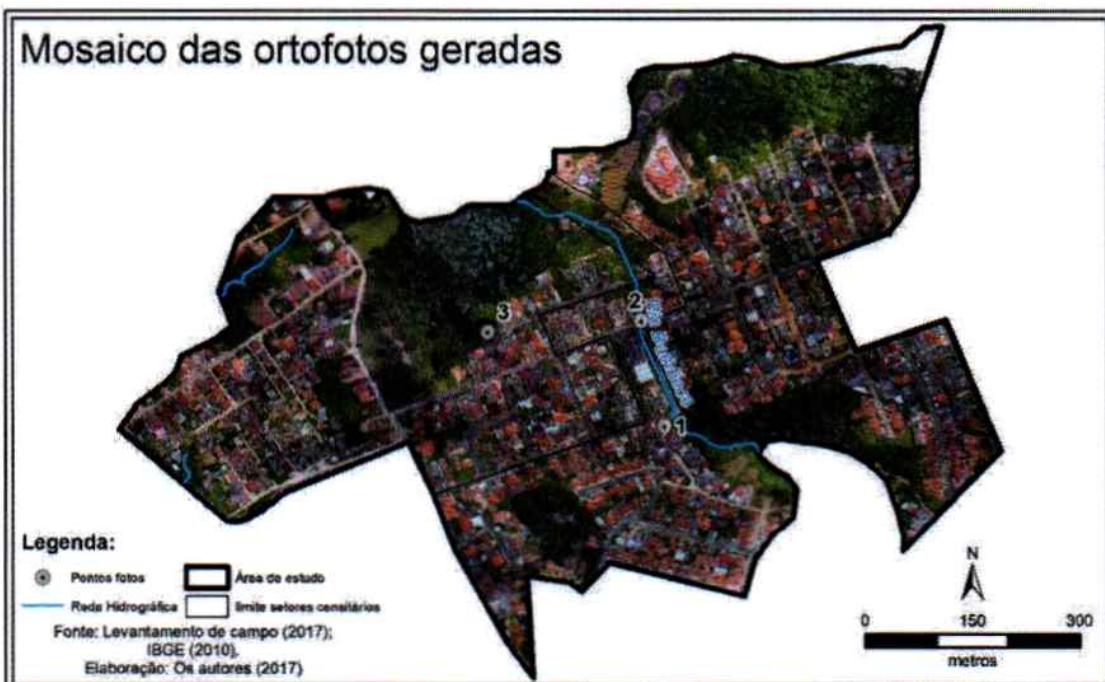 Mosaico das ortofotos geradas
3
2
1
Legenda:
Pontos fotos
Área de estudo
Rede Hidrográfica
limite setores censitários
Fonte: Levantamento de campo (2017);
IBGE (2010),
Elaboração: Os autores (2017)
N
0 150 300
metros